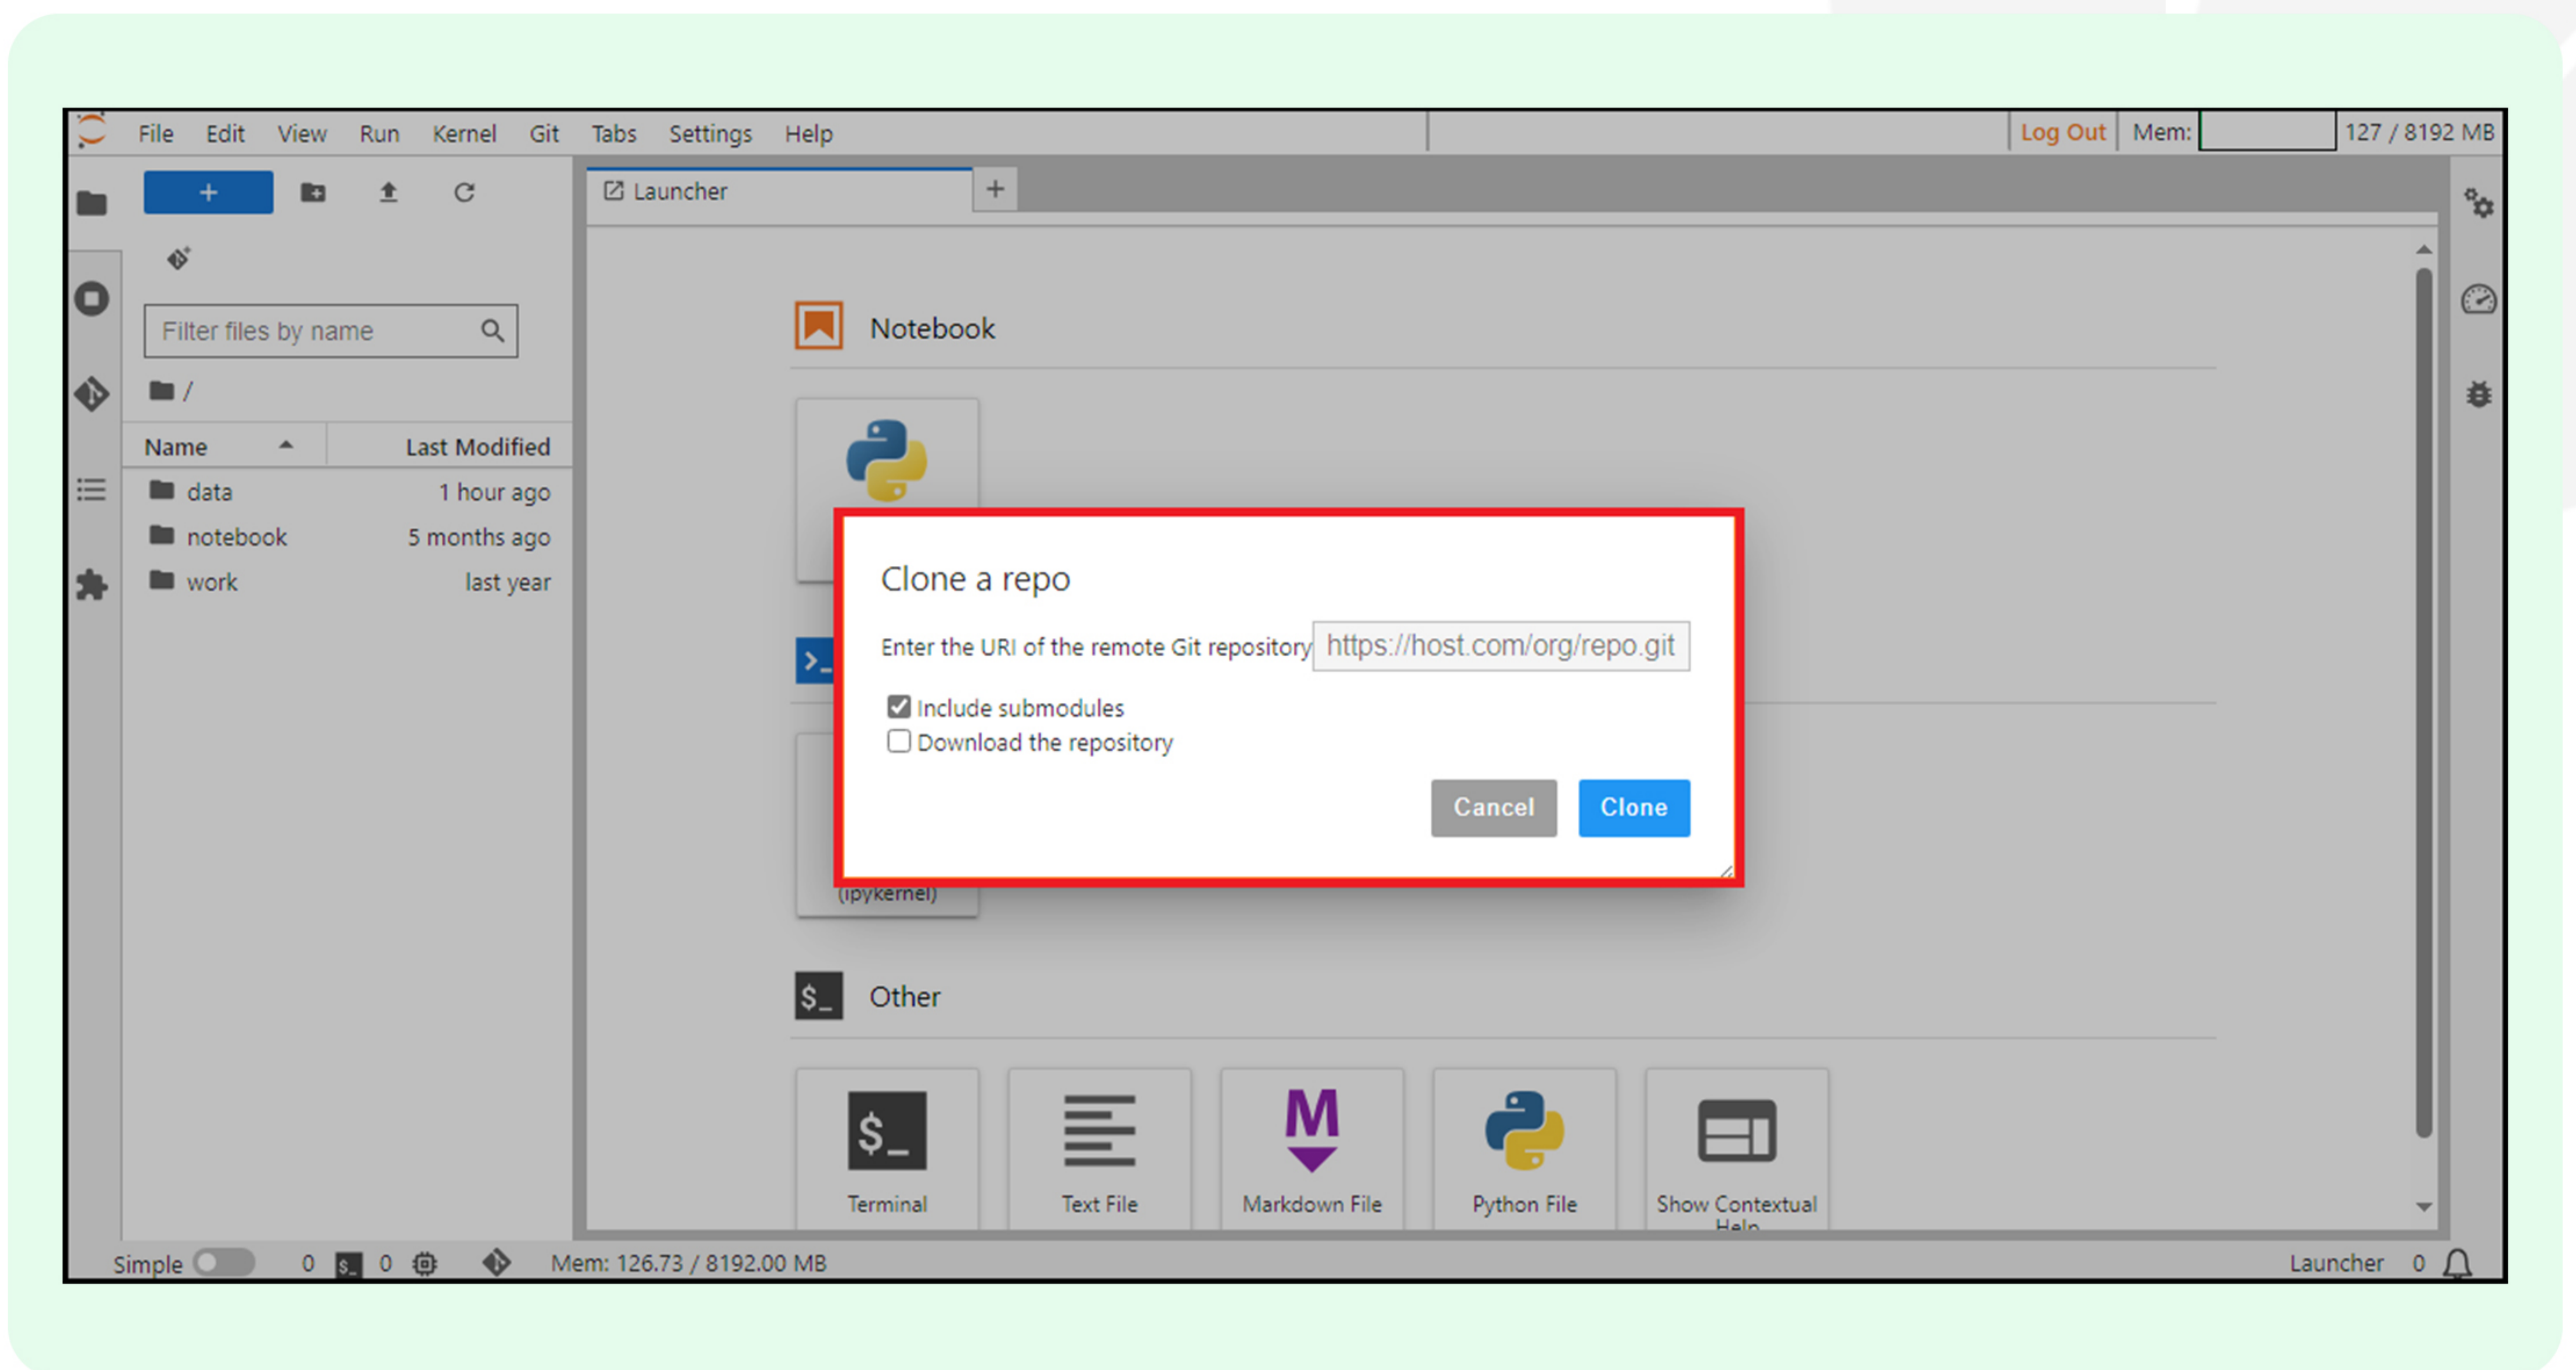 File Edit View Run Kernel Git Tabs Settings Help
Log Out Mem: 127 / 8192 MB
+
Launcher +
Filter files by name
/
Name Last Modified
data 1 hour ago
notebook 5 months ago
work last year
Notebook
Clone a repo
Enter the URI of the remote Git repository https://host.com/org/repo.git
Include submodules
Download the repository
Cancel Clone
(ipykernel)
$_ Other
$_
M
Terminal
Text File
Markdown File
Python File
Show Contextual
Help
Simple 0 $_ 0 Mem: 126.73 / 8192.00 MB
Launcher 0